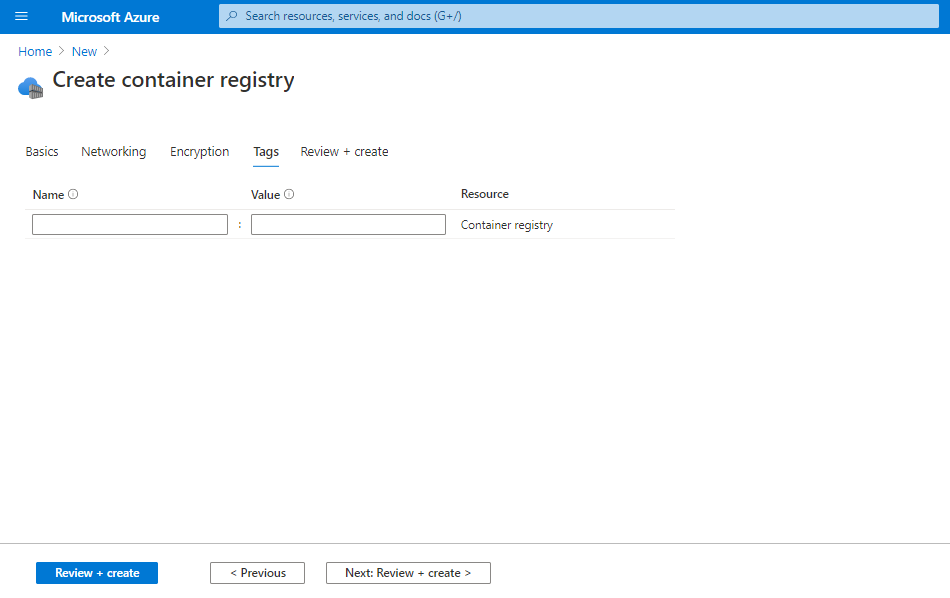 Microsoft Azure
Search resources, services, and docs (G+/)
Home > New >
Create container registry
Basics Networking Encryption Tags Review + create
Name Value Resource
: Container registry
Review + create < Previous Next: Review + create >